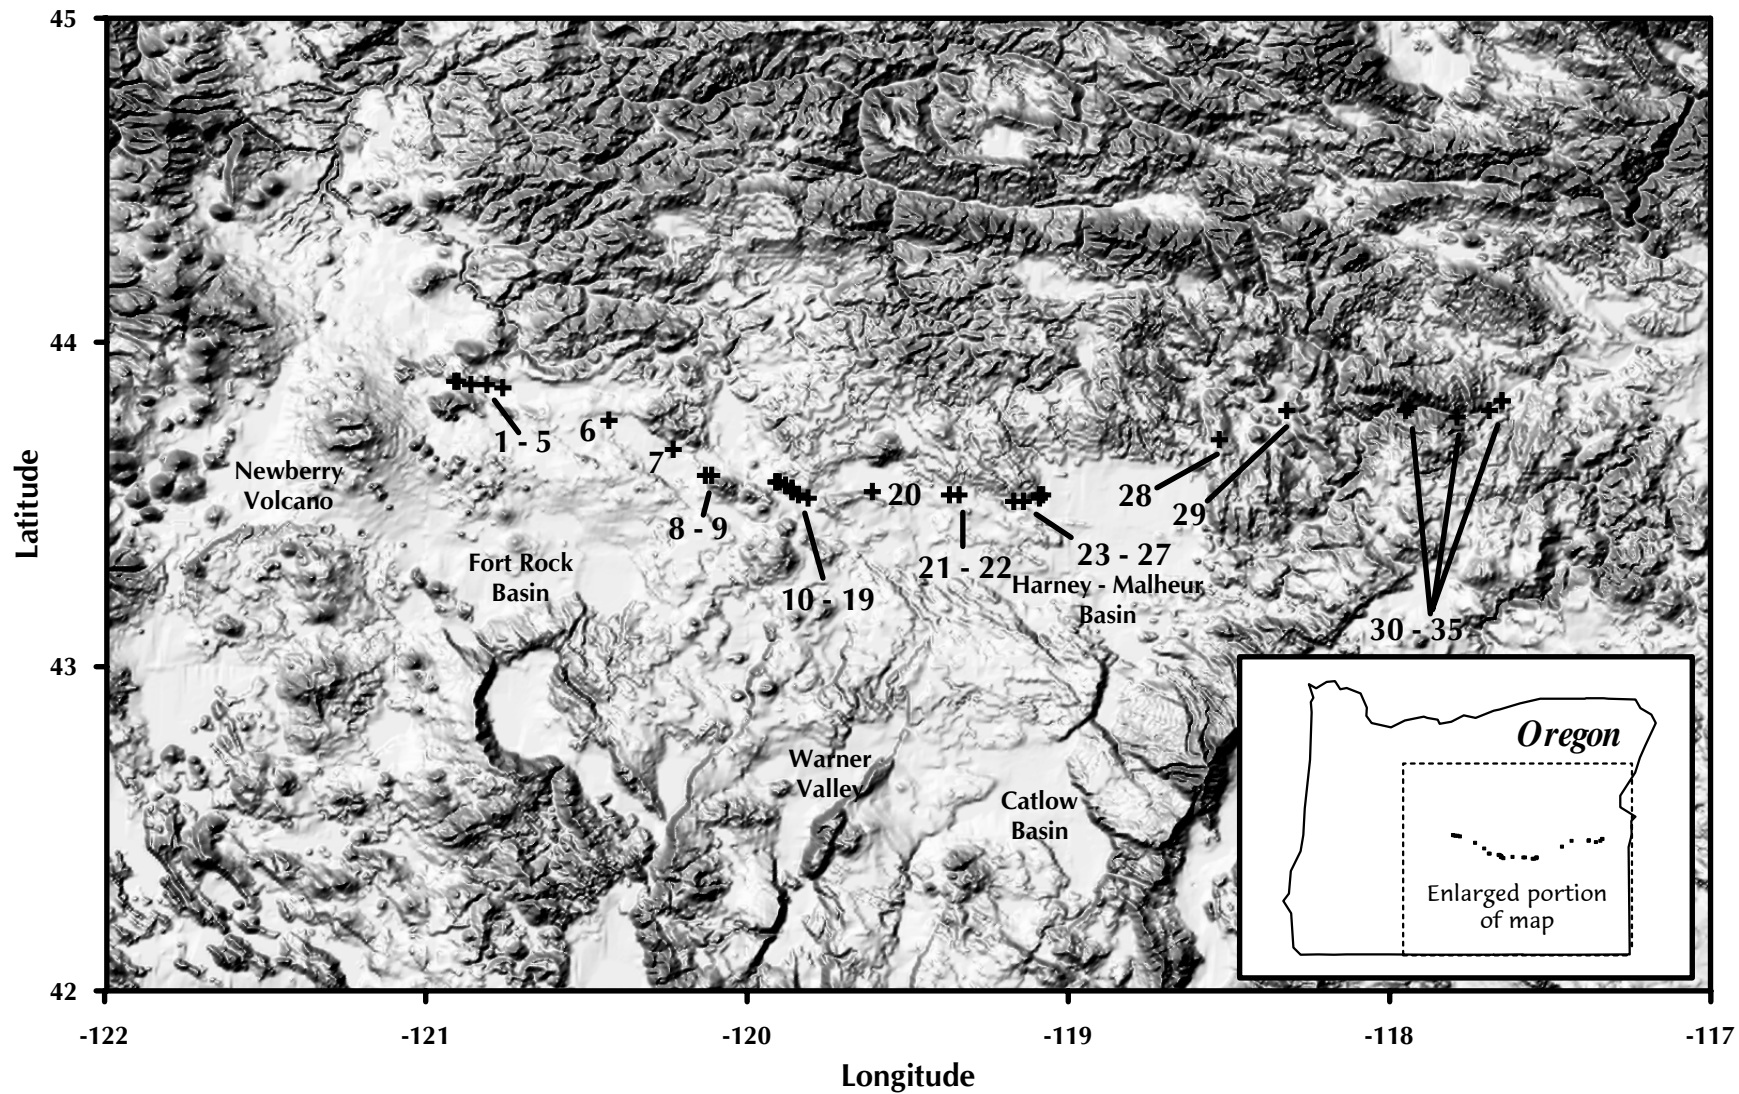 45
44
43
42
Latitude
-122
-121
-120
-119
-118
-117
Longitude
1 - 5
6
7
8 - 9
10 - 19
20
21 - 22
23 - 27
28
29
30 - 35
Newberry
Volcano
Fort Rock
Basin
Harney - Malheur
Basin
Warner
Valley
Catlow
Basin
Oregon
Enlarged portion
of map